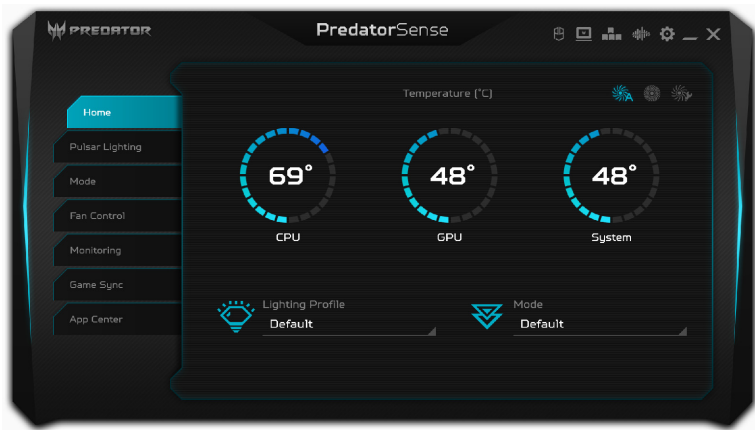 PREDATOR
PredatorSense
Temperature (°C)
Home
Pulsar Lighting
Mode
Fan Control
Monitoring
Game Sync
App Center
69°
48°
48°
CPU
GPU
System
Lighting Profile
Default
Mode
Default